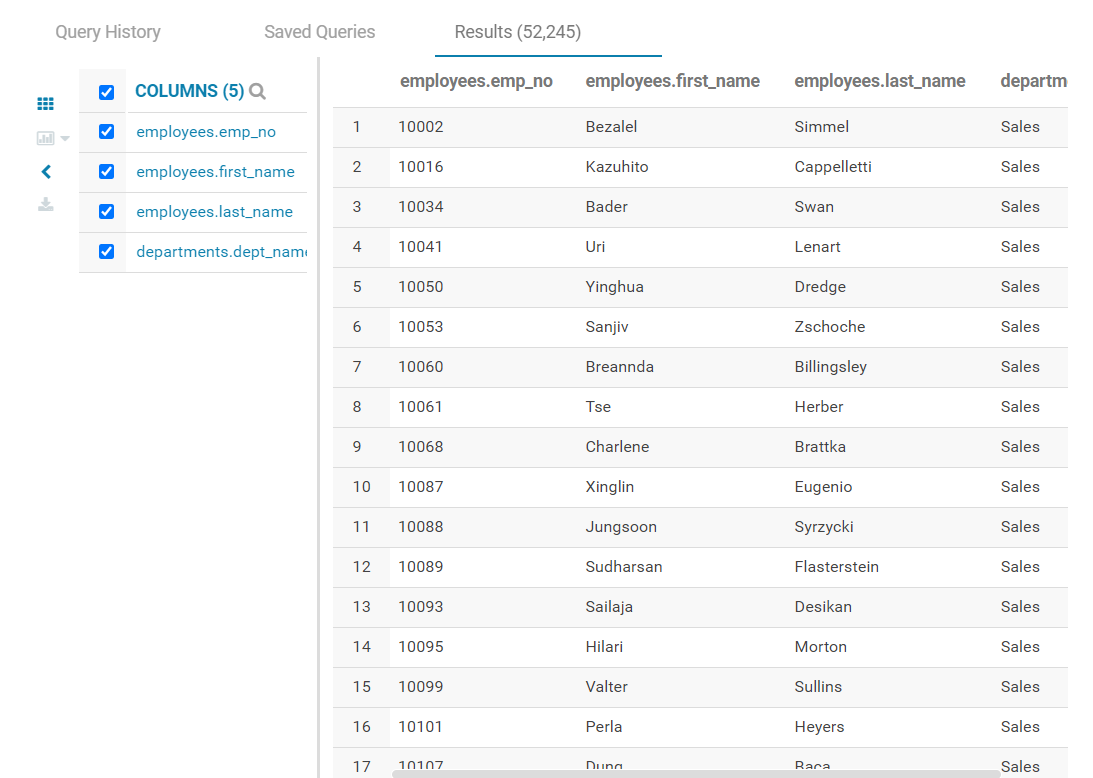 Query History Saved Queries Results (52,245)
COLUMNS (5)
employees.emp_no
employees.first_name
employees.last_name
departments.dept_name
employees.emp_no employees.first_name employees.last_name departm
1 10002 Bezalel Simmel Sales
2 10016 Kazuhito Cappelletti Sales
3 10034 Bader Swan Sales
4 10041 Uri Lenart Sales
5 10050 Yinghua Dredge Sales
6 10053 Sanjiv Zschoche Sales
7 10060 Breannda Billingsley Sales
8 10061 Tse Herber Sales
9 10068 Charlene Brattka Sales
10 10087 Xinglin Eugenio Sales
11 10088 Jungsoon Syrzycki Sales
12 10089 Sudharsan Flasterstein Sales
13 10093 Sailaja Desikan Sales
14 10095 Hilari Morton Sales
15 10099 Valter Sullins Sales
16 10101 Perla Heyers Sales
17 10107 Dung Baca Sales